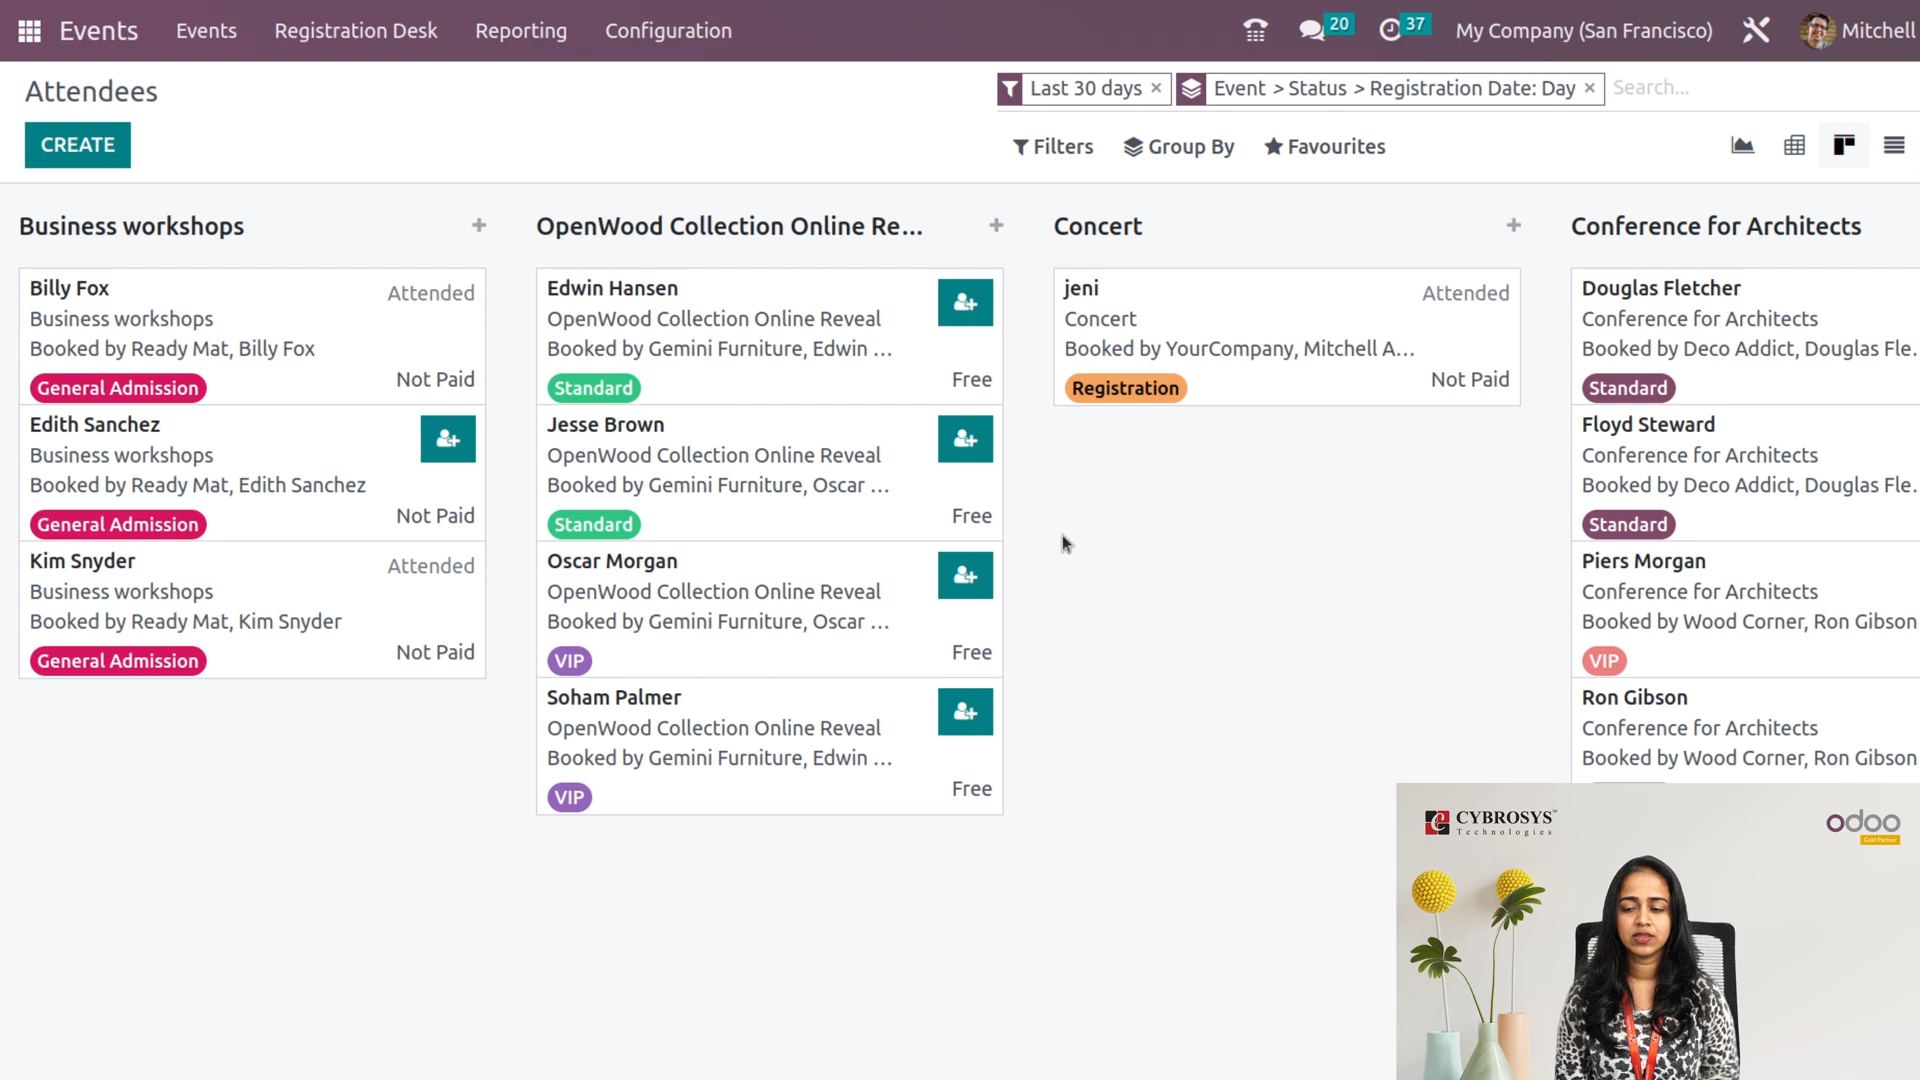 Events Events Registration Desk Reporting Configuration 20 37 My Company (San Francisco) Mitchell
Attendees
Last 30 days × Event > Status > Registration Date: Day × Search...
CREATE
Filters Group By Favourites
Business workshops +
Billy Fox
Attended
Business workshops
Booked by Ready Mat, Billy Fox
Not Paid
General Admission
Edith Sanchez
Business workshops
Booked by Ready Mat, Edith Sanchez
Not Paid
General Admission
Kim Snyder
Attended
Business workshops
Booked by Ready Mat, Kim Snyder
Not Paid
General Admission
OpenWood Collection Online Re... +
Edwin Hansen
OpenWood Collection Online Reveal
Booked by Gemini Furniture, Edwin ...
Free
Standard
Jesse Brown
OpenWood Collection Online Reveal
Booked by Gemini Furniture, Oscar ...
Free
Standard
Oscar Morgan
OpenWood Collection Online Reveal
Booked by Gemini Furniture, Oscar ...
Free
VIP
Soham Palmer
OpenWood Collection Online Reveal
Booked by Gemini Furniture, Edwin ...
Free
VIP
Concert +
jeni
Attended
Concert
Booked by YourCompany, Mitchell A...
Not Paid
Registration
Conference for Architects
Douglas Fletcher
Conference for Architects
Booked by Deco Addict, Douglas Fle.
Standard
Floyd Steward
Conference for Architects
Booked by Deco Addict, Douglas Fle.
Standard
Piers Morgan
Conference for Architects
Booked by Wood Corner, Ron Gibson
VIP
Ron Gibson
Conference for Architects
Booked by Wood Corner, Ron Gibson
CYBROSYS™
Technologies
odoo
Gold Partner